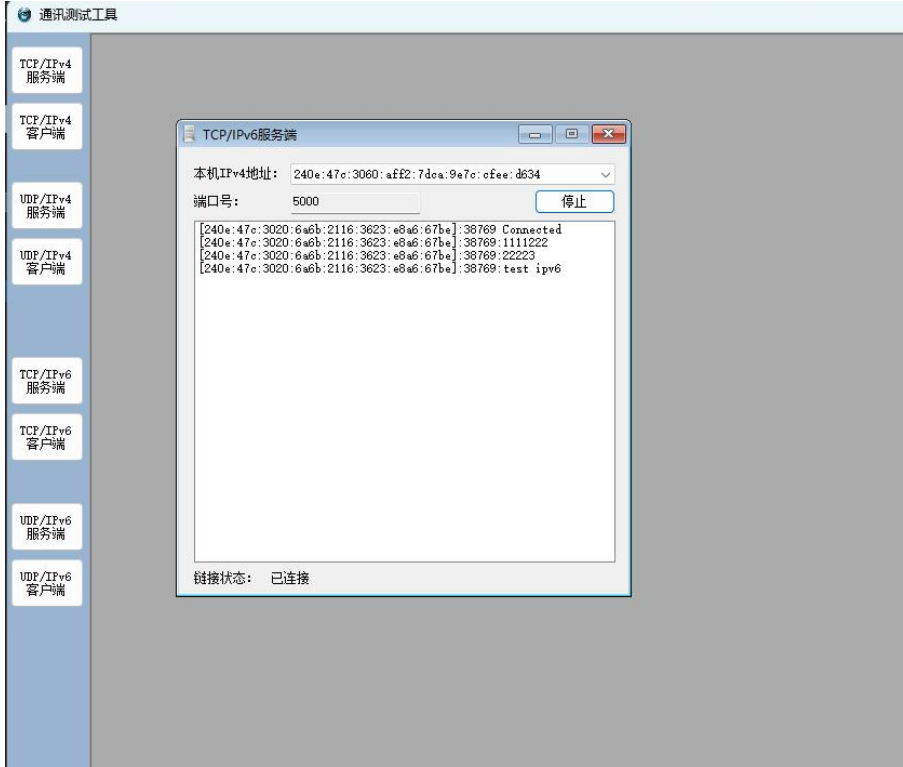 通讯测试工具
TCP/IPv4
服务端
TCP/IPv4
客户端
UDP/IPv4
服务端
UDP/IPv4
客户端
TCP/IPv6
服务端
TCP/IPv6
客户端
UDP/IPv6
服务端
UDP/IPv6
客户端
TCP/IPv6服务端
本机IPv4地址: 240e:47c:3060:aff2:7dca:9e7c:cfee:d634
端口号: 5000 停止
[240e:47c:3020:6a6b:2116:3623:e8a6:67be]:38769 Connected
[240e:47c:3020:6a6b:2116:3623:e8a6:67be]:38769:1111222
[240e:47c:3020:6a6b:2116:3623:e8a6:67be]:38769:22223
[240e:47c:3020:6a6b:2116:3623:e8a6:67be]:38769:test ipv6
链接状态: 已连接